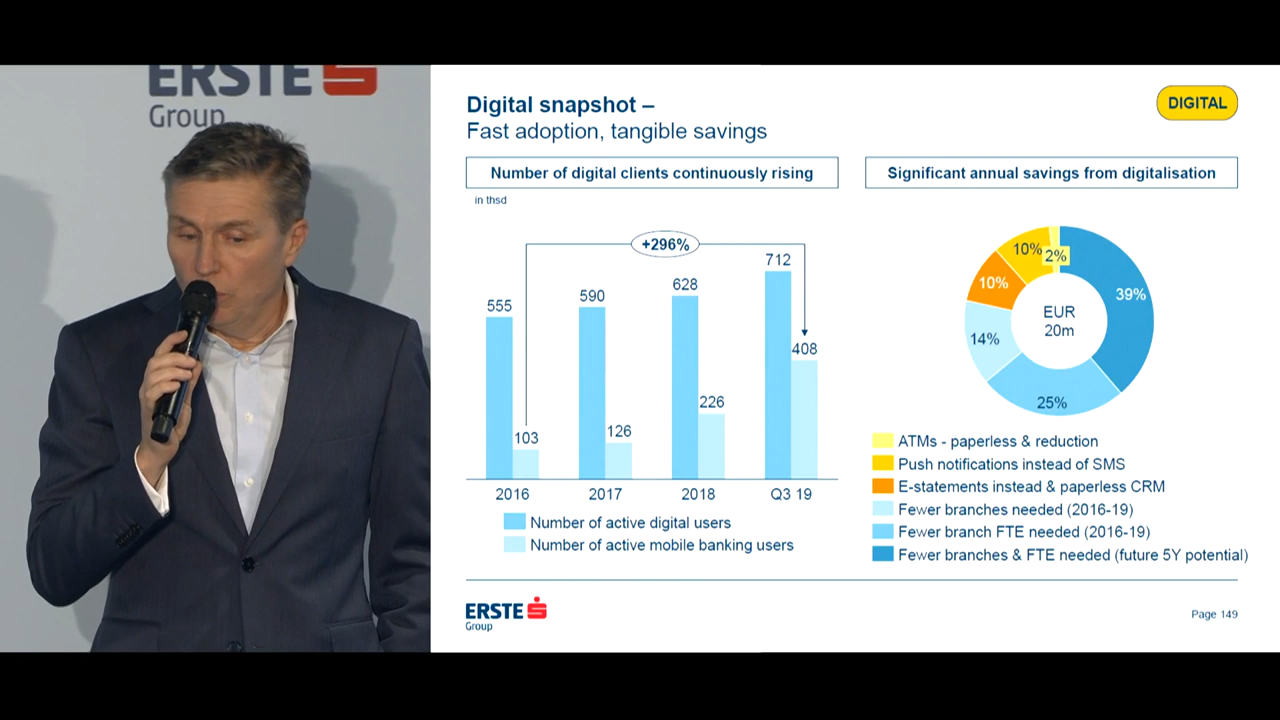 ERSTE
Group
Digital snapshot –
Fast adoption, tangible savings
DIGITAL
Number of digital clients continuously rising
in thsd
+296%
555
103
590
126
628
226
712
408
2016
2017
2018
Q3 19
Number of active digital users
Number of active mobile banking users
Significant annual savings from digitalisation
10%
2%
39%
10%
14%
25%
EUR
20m
ATMs - paperless & reduction
Push notifications instead of SMS
E-statements instead & paperless CRM
Fewer branches needed (2016-19)
Fewer branch FTE needed (2016-19)
Fewer branches & FTE needed (future 5Y potential)
ERSTE
Group
Page 149